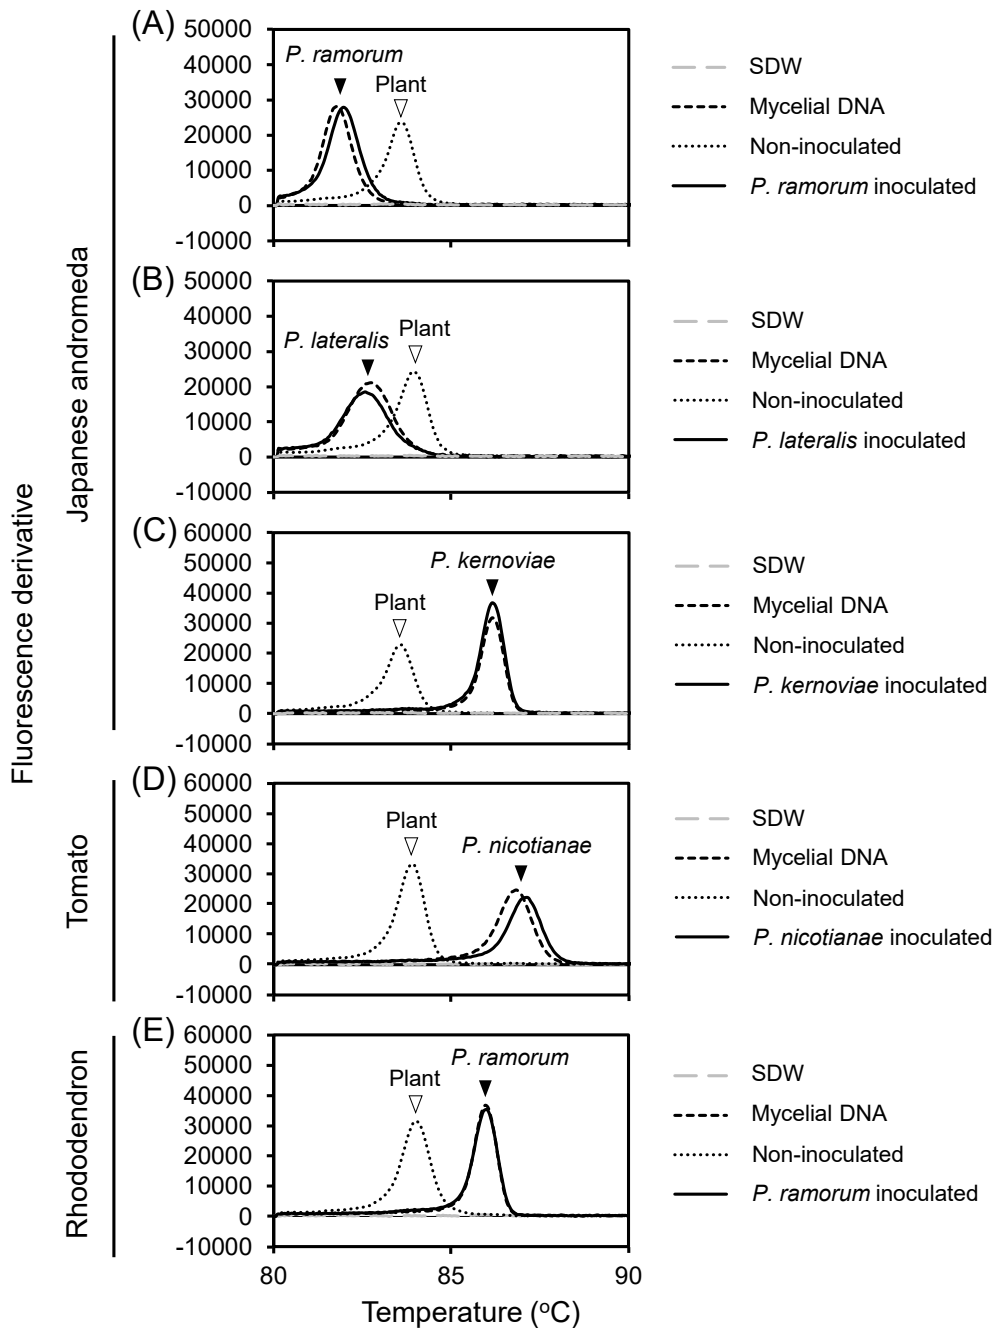 Fluorescence derivative
Japanese andromeda
Tomato
Rhododendron
(A)
50000
40000
30000
20000
10000
0
-10000
P. ramorum
Plant
SDW
Mycelial DNA
Non-inoculated
P. ramorum inoculated
(B)
50000
40000
30000
20000
10000
0
-10000
P. lateralis
Plant
SDW
Mycelial DNA
Non-inoculated
P. lateralis inoculated
(C)
60000
50000
40000
30000
20000
10000
0
-10000
P. kernoviae
Plant
SDW
Mycelial DNA
Non-inoculated
P. kernoviae inoculated
(D)
60000
50000
40000
30000
20000
10000
0
-10000
Plant
P. nicotianae
SDW
Mycelial DNA
Non-inoculated
P. nicotianae inoculated
(E)
60000
50000
40000
30000
20000
10000
0
-10000
P. ramorum
Plant
SDW
Mycelial DNA
Non-inoculated
P. ramorum inoculated
80 85 90
Temperature (oC)